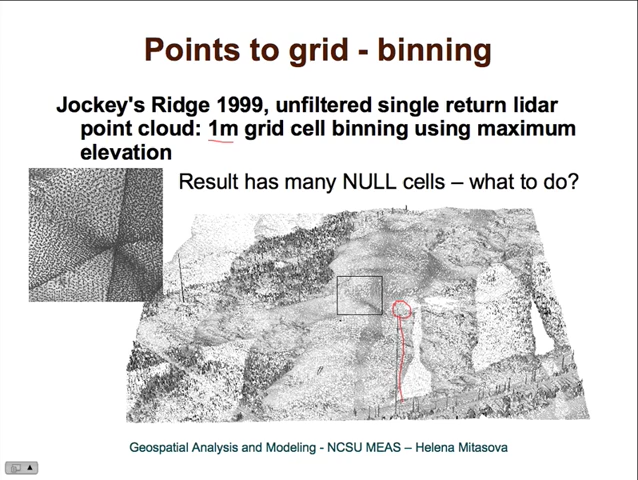 Points to grid - binning
Jockey's Ridge 1999, unfiltered single return lidar
point cloud: 1m grid cell binning using maximum
elevation
Result has many NULL cells – what to do?
Geospatial Analysis and Modeling - NCSU MEAS – Helena Mitasova